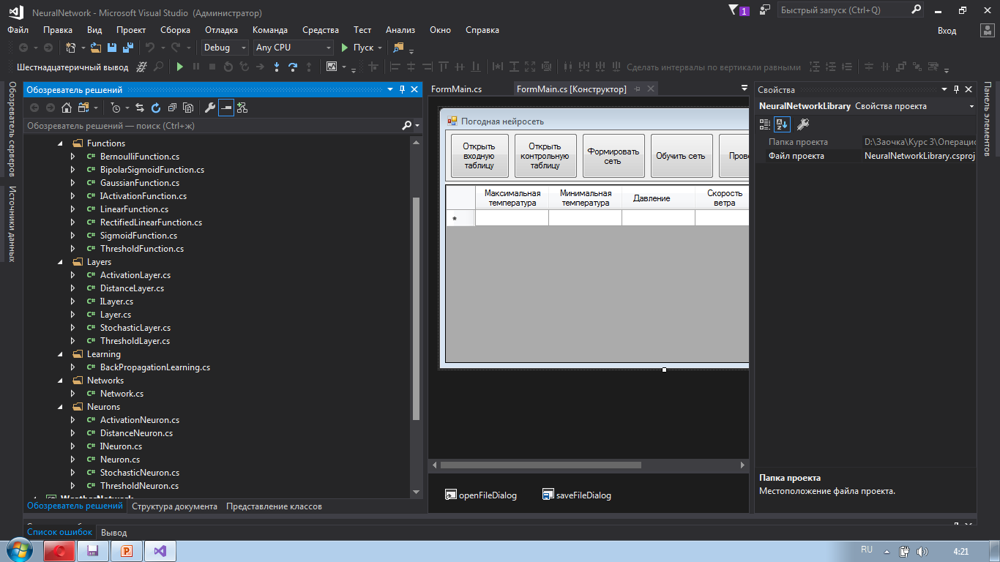 NeuralNetwork - Microsoft Visual Studio (Администратор)
1
Быстрый запуск (Ctrl+Q)
Файл Правка Вид Проект Сборка Отладка Команда Средства Тест Анализ Окно Справка
Вход
Debug Any CPU Пуск
Шестнадцатеричный вывод
Сделать интервалы по вертикали равными
Обозреватель серверов
Источники данных
Обозреватель решений
Обозреватель решений — поиск (Ctrl+ж)
Functions
C# BernoulliFunction.cs
C# BipolarSigmoidFunction.cs
C# GaussianFunction.cs
C# IActivationFunction.cs
C# LinearFunction.cs
C# RectifiedLinearFunction.cs
C# SigmoidFunction.cs
C# ThresholdFunction.cs
Layers
C# ActivationLayer.cs
C# DistanceLayer.cs
C# ILayer.cs
C# Layer.cs
C# StochasticLayer.cs
C# ThresholdLayer.cs
Learning
C# BackPropagationLearning.cs
Networks
C# Network.cs
Neurons
C# ActivationNeuron.cs
C# DistanceNeuron.cs
C# INeuron.cs
C# Neuron.cs
C# StochasticNeuron.cs
C# ThresholdNeuron.cs
WeatherNetwork
Обозреватель решений Структура документа Представление классов
FormMain.cs
FormMain.cs [Конструктор]
Погодная нейросеть
Открыть
входную
таблицу
Открыть
контрольную
таблицу
Формировать
сеть
Обучить сеть
Пров
Максимальная
температура
Минимальная
температура
Давление
Скорость
ветра
*
openFileDialog
saveFileDialog
Свойства
NeuralNetworkLibrary Свойства проекта
Папка проекта D:\Заочка\Курс 3\Операцис
Файл проекта NeuralNetworkLibrary.csproj
Папка проекта
Местоположение файла проекта.
Панель элементов
Список ошибок Вывод
RU
4:21